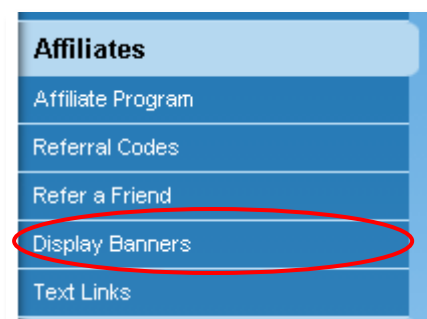 Affiliates
Affiliate Program
Referral Codes
Refer a Friend
Display Banners
Text Links